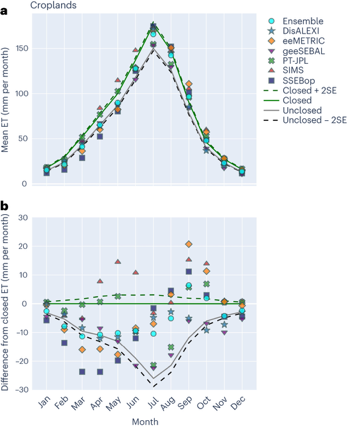 a
Croplands
Mean ET (mm per month)
150
100
50
0
Ensemble
DisALEXI
eeMETRIC
geeSEBAL
PT-JPL
SIMS
SSEBop
Closed + 2SE
Closed
Unclosed
Unclosed – 2SE
b
Difference from closed ET (mm per month)
30
20
10
0
-10
-20
-30
Jan
Feb
Mar
Apr
May
Jun
Jul
Aug
Sep
Oct
Nov
Dec
Month